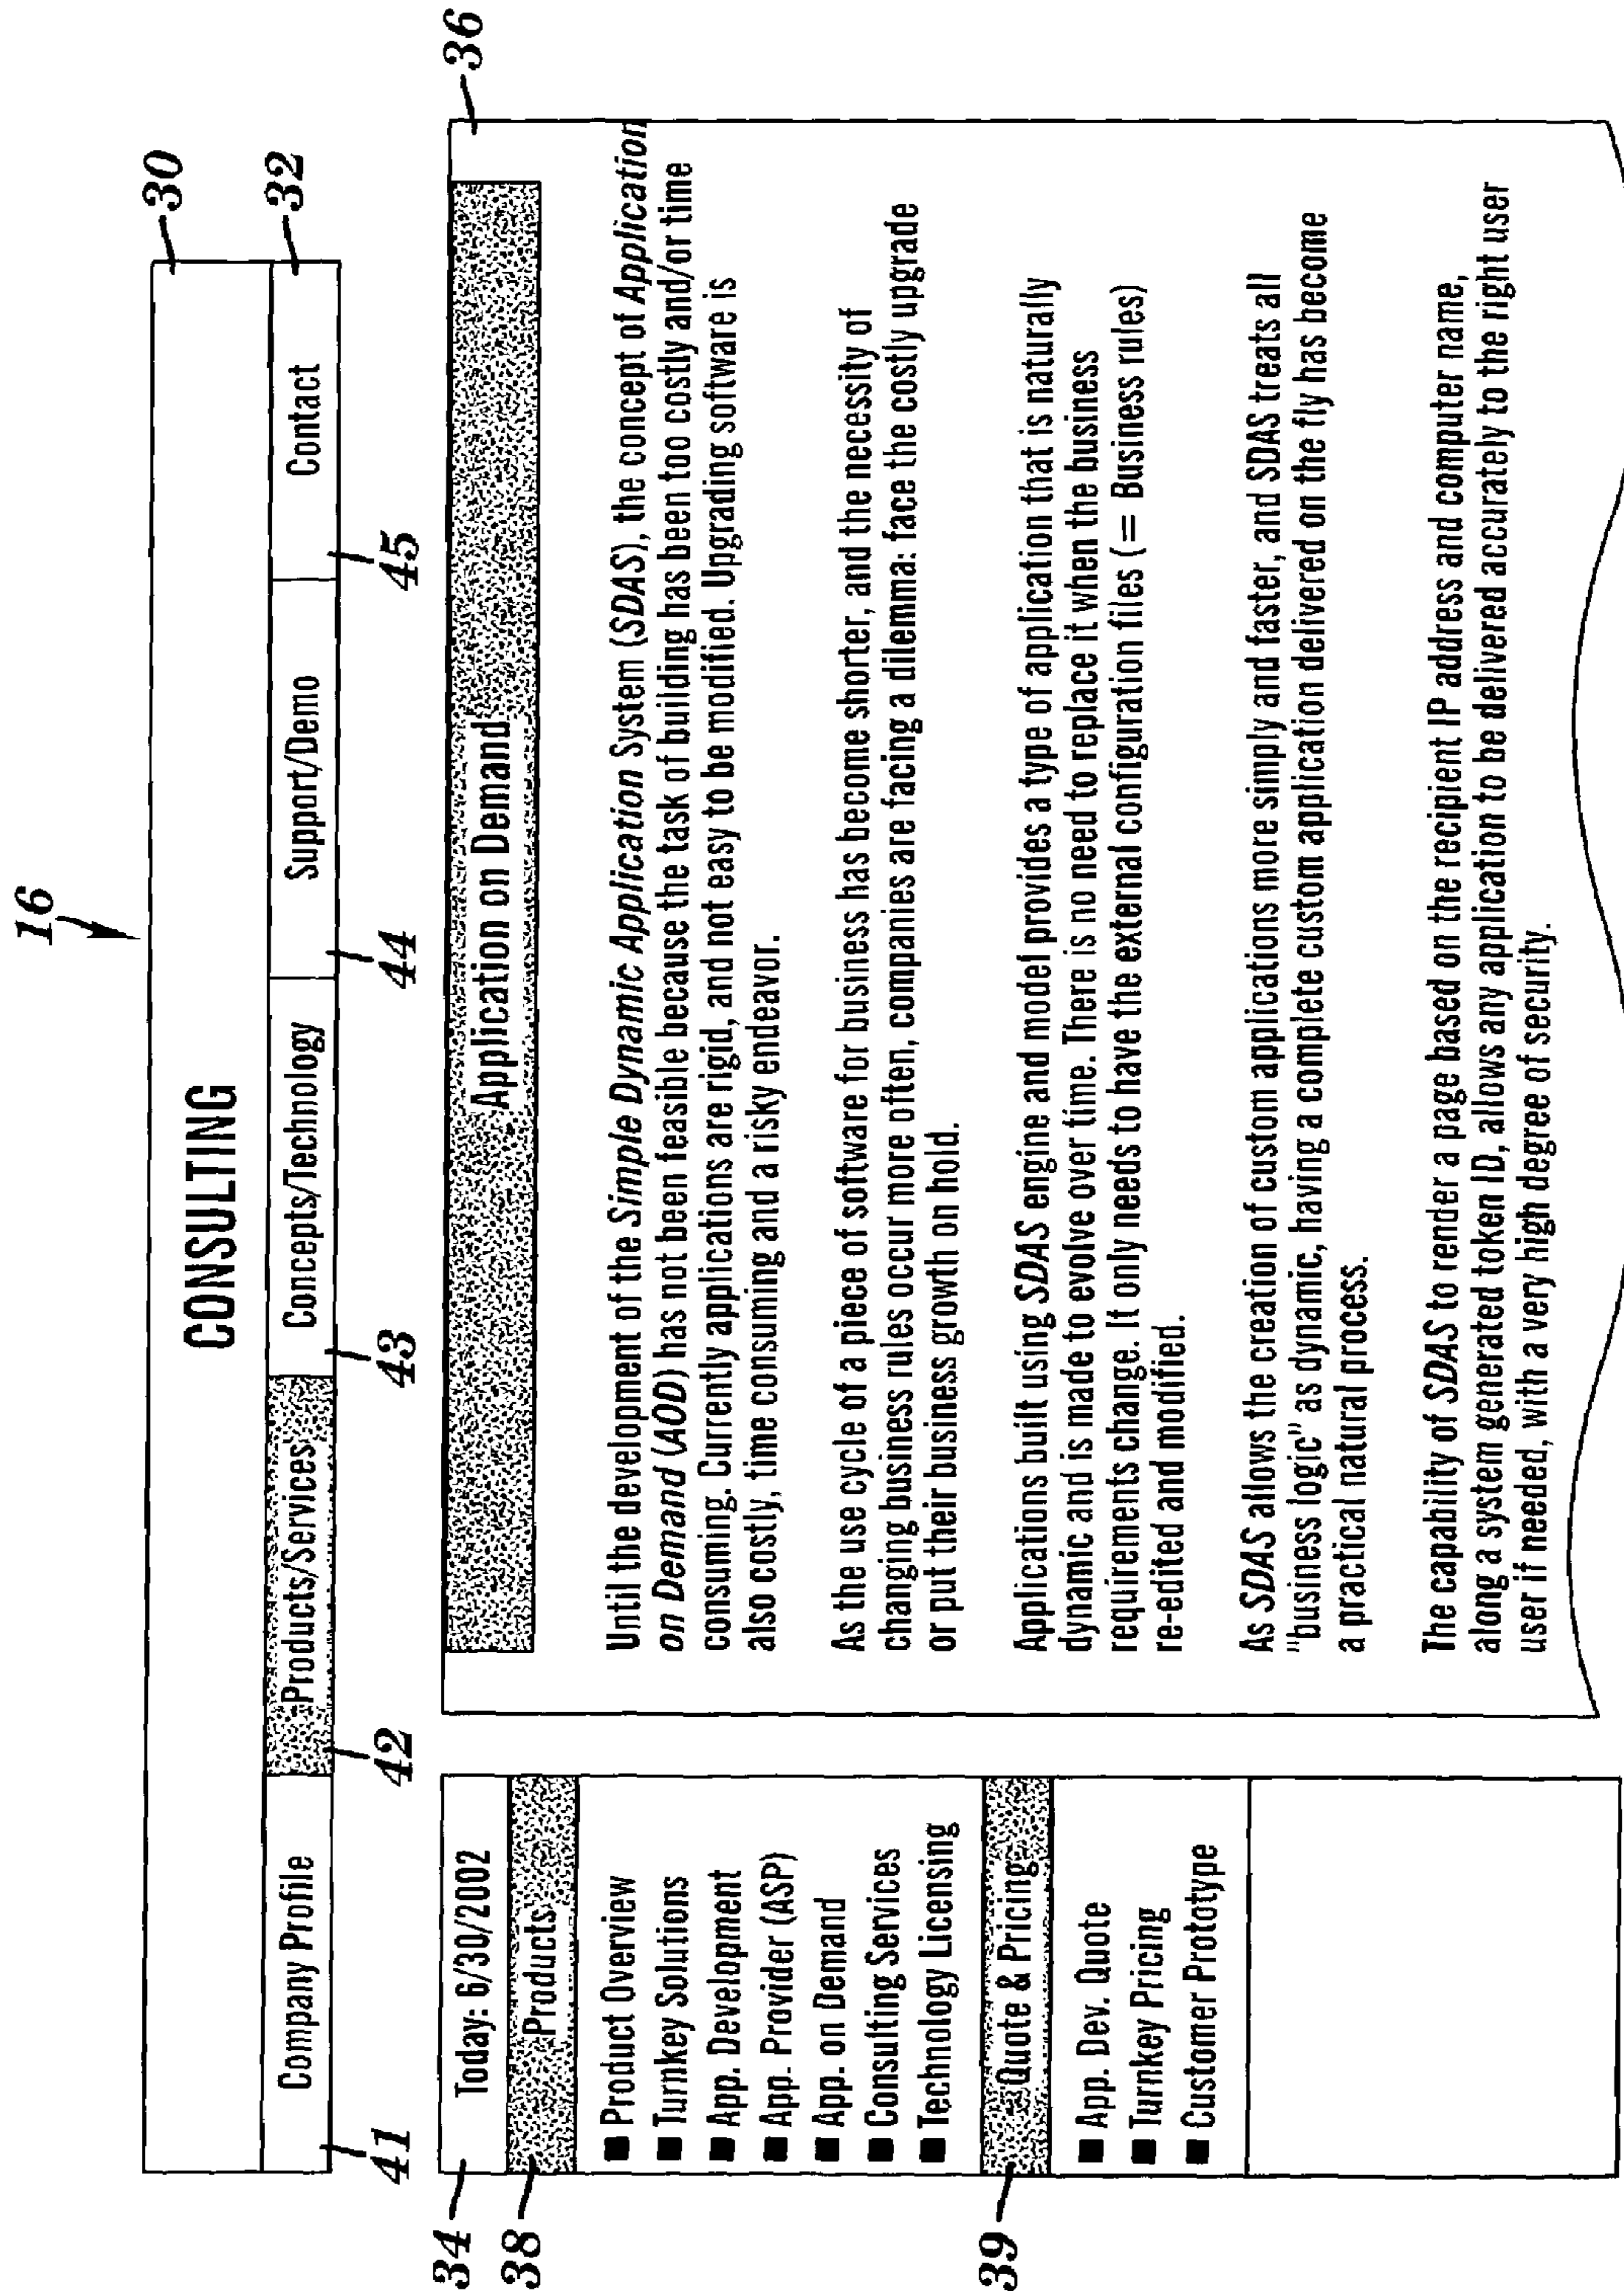 16
CONSULTING
30
Company Profile
Products/Services
Concepts/Technology
Support/Demo
Contact
32
41
42
43
44
45
34
Today: 6/30/2002
38
Products
■ Product Overview
■ Turnkey Solutions
■ App. Development
■ App. Provider (ASP)
■ App. on Demand
■ Consulting Services
■ Technology Licensing
39
Quote & Pricing
■ App. Dev. Quote
■ Turnkey Pricing
■ Customer Prototype
36
Application on Demand
Until the development of the Simple Dynamic Application System (SDAS), the concept of Application
on Demand (AOD) has not been feasible because the task of building has been too costly and/or time
consuming. Currently applications are rigid, and not easy to be modified. Upgrading software is
also costly, time consuming and a risky endeavor.
As the use cycle of a piece of software for business has become shorter, and the necessity of
changing business rules occur more often, companies are facing a dilemma: face the costly upgrade
or put their business growth on hold.
Applications built using SDAS engine and model provides a type of application that is naturally
dynamic and is made to evolve over time. There is no need to replace it when the business
requirements change. It only needs to have the external configuration files (= Business rules)
re-edited and modified.
As SDAS allows the creation of custom applications more simply and faster, and SDAS treats all
"business logic" as dynamic, having a complete custom application delivered on the fly has become
a practical natural process.
The capability of SDAS to render a page based on the recipient IP address and computer name,
along a system generated token ID, allows any application to be delivered accurately to the right user
user if needed, with a very high degree of security.